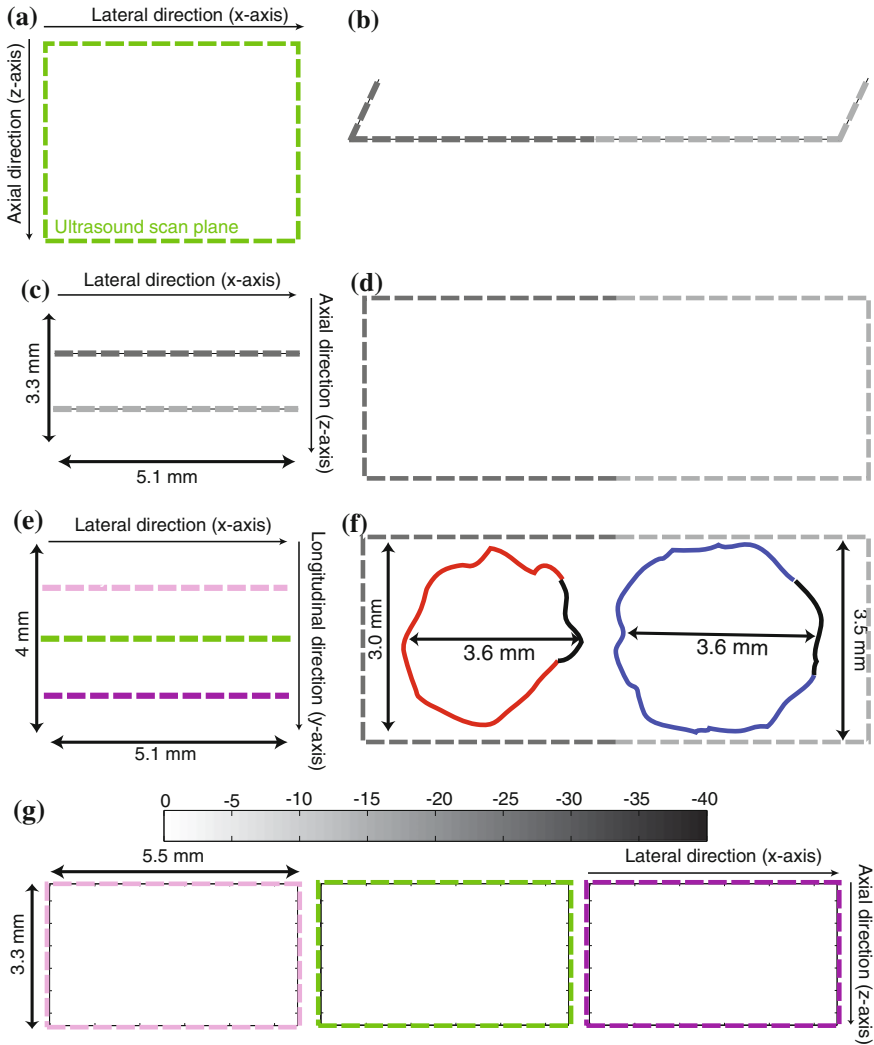 (a)
Lateral direction (x-axis)
Axial direction (z-axis)
Ultrasound scan plane
(b)
(c)
Lateral direction (x-axis)
Axial direction (z-axis)
3.3 mm
5.1 mm
(d)
(e)
Lateral direction (x-axis)
Longitudinal direction (y-axis)
4 mm
5.1 mm
(f)
3.0 mm
3.6 mm
3.6 mm
3.5 mm
(g)
0 -5 -10 -15 -20 -25 -30 -35 -40
5.5 mm
3.3 mm
Lateral direction (x-axis)
Axial direction (z-axis)